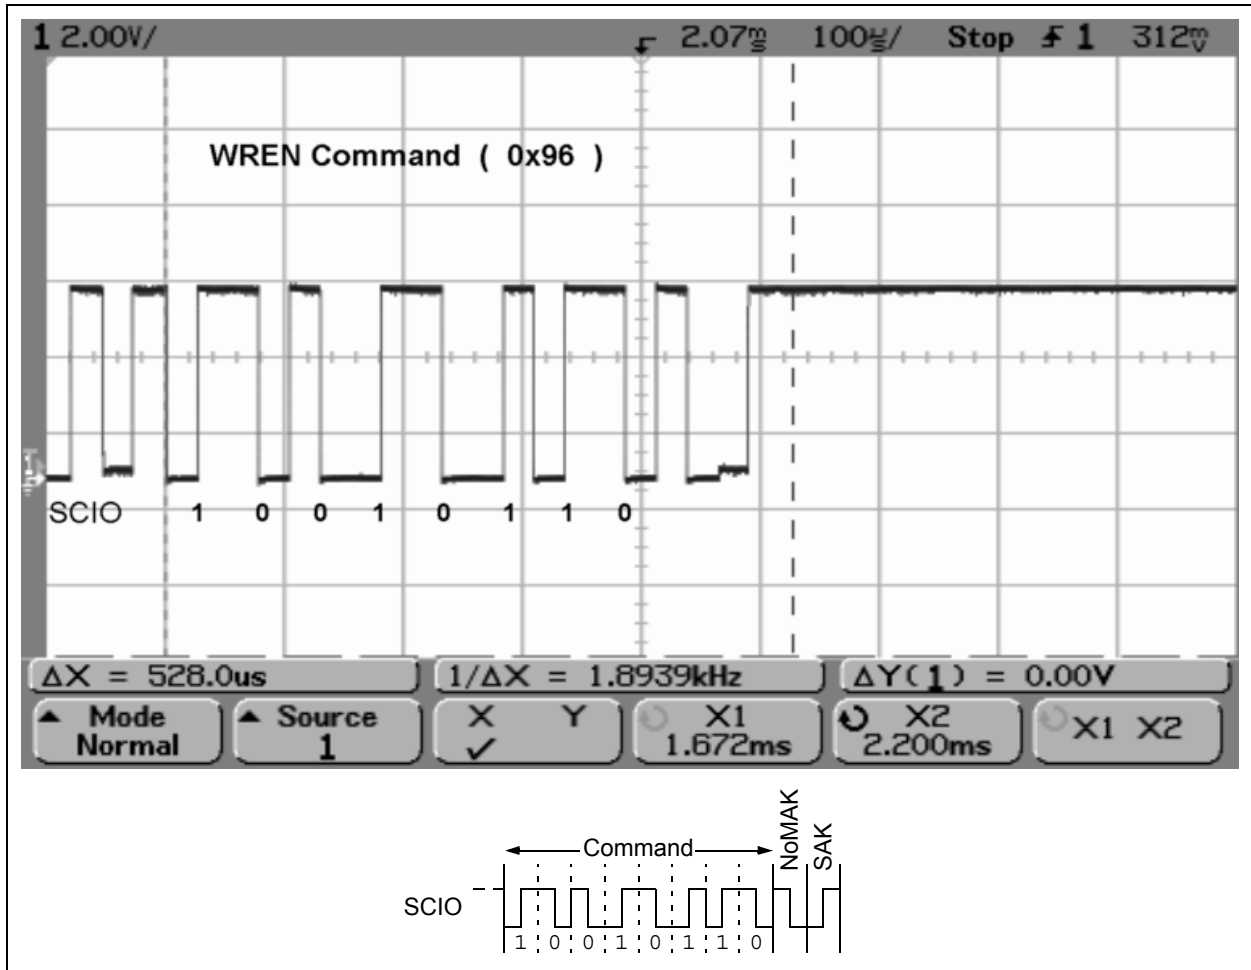 1 2.00V/ 2.07ms 100us/ Stop 1 312mV
WREN Command ( 0x96 )
SCIO 1 0 0 1 0 1 1 0
ΔX = 528.0us 1/ΔX = 1.8939kHz ΔY(1) = 0.00V
Mode Source X Y X1 X2 X1 X2
Normal 1 ✓ 1.672ms 2.200ms
NoMAK
SAK
Command
SCIO
1 0 0 1 0 1 1 0